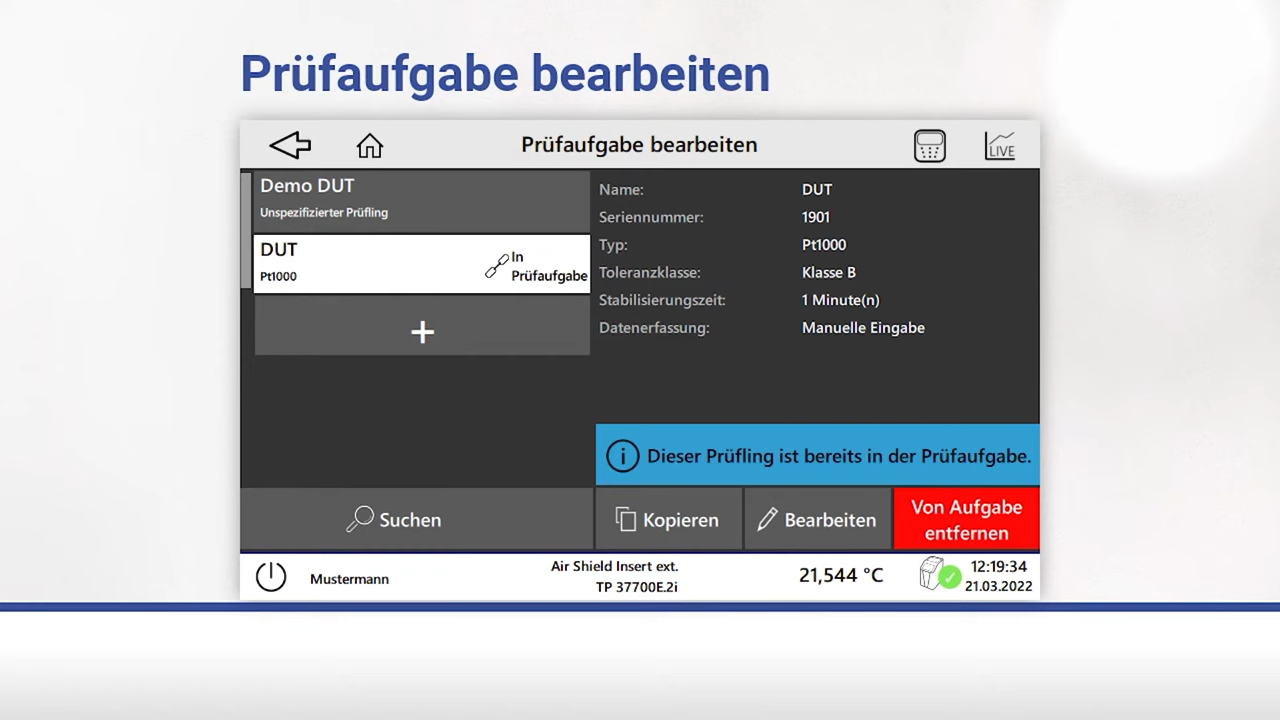 Prüfaufgabe bearbeiten
Prüfaufgabe bearbeiten
LIVE
Demo DUT
Unspezifizierter Prüfling
DUT
Pt1000
In
Prüfaufgabe
+
Name: DUT
Seriennummer: 1901
Typ: Pt1000
Toleranzklasse: Klasse B
Stabilisierungszeit: 1 Minute(n)
Datenerfassung: Manuelle Eingabe
Dieser Prüfling ist bereits in der Prüfaufgabe.
Suchen
Kopieren
Bearbeiten
Von Aufgabe
entfernen
Mustermann
Air Shield Insert ext.
TP 37700E.2i
21,544 °C
12:19:34
21.03.2022